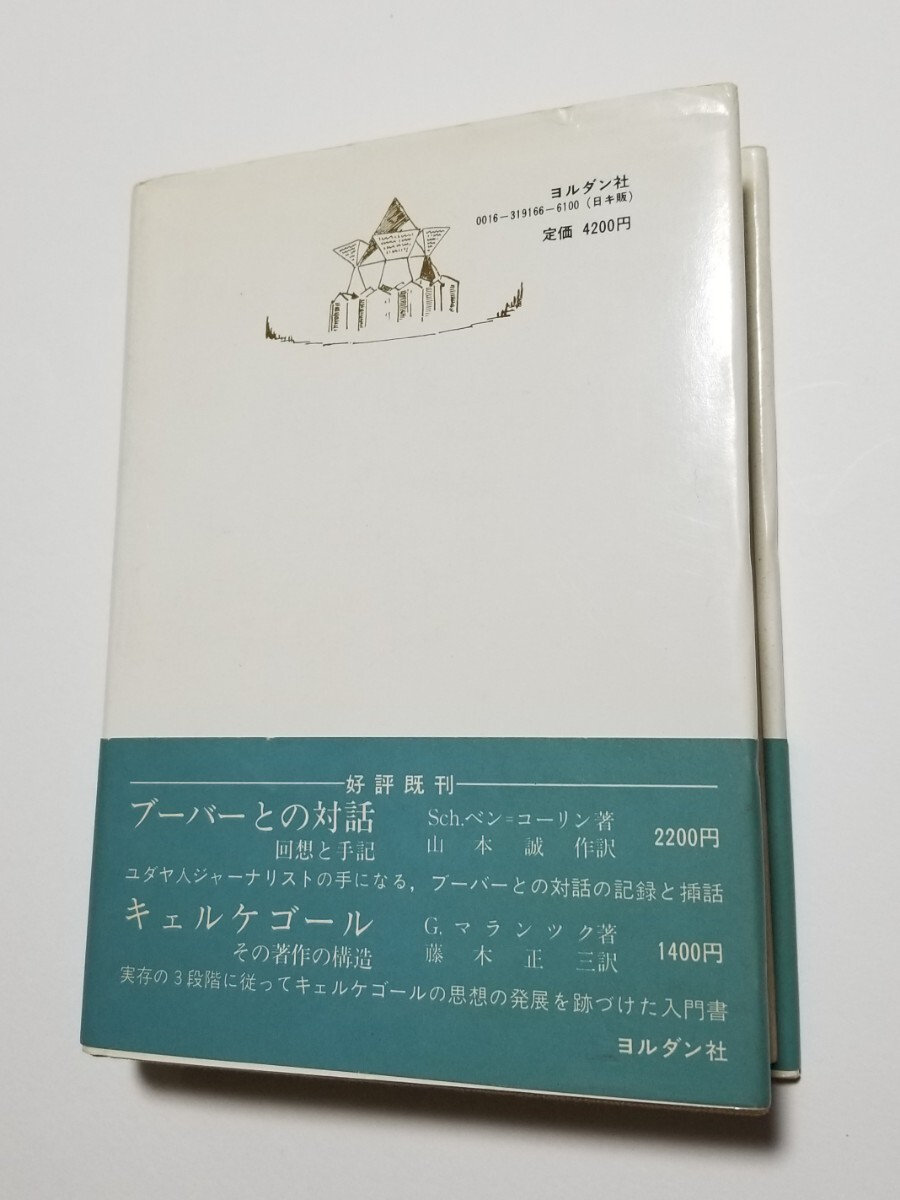 ヨルダン社
0016-319166-6100(日キ販)
定価 4200円
好評既刊
ブーバーとの対話 Sch.ベン=コーリン著 2200円
回想と手記 山本誠作訳
ユダヤ人ジャーナリストの手になる，ブーバーとの対話の記録と挿話
キェルケゴール G.マランツク著 1400円
その著作の構造 藤木正三訳
実存の3段階に従ってキェルケゴールの思想の発展を跡づけた入門書
ヨルダン社